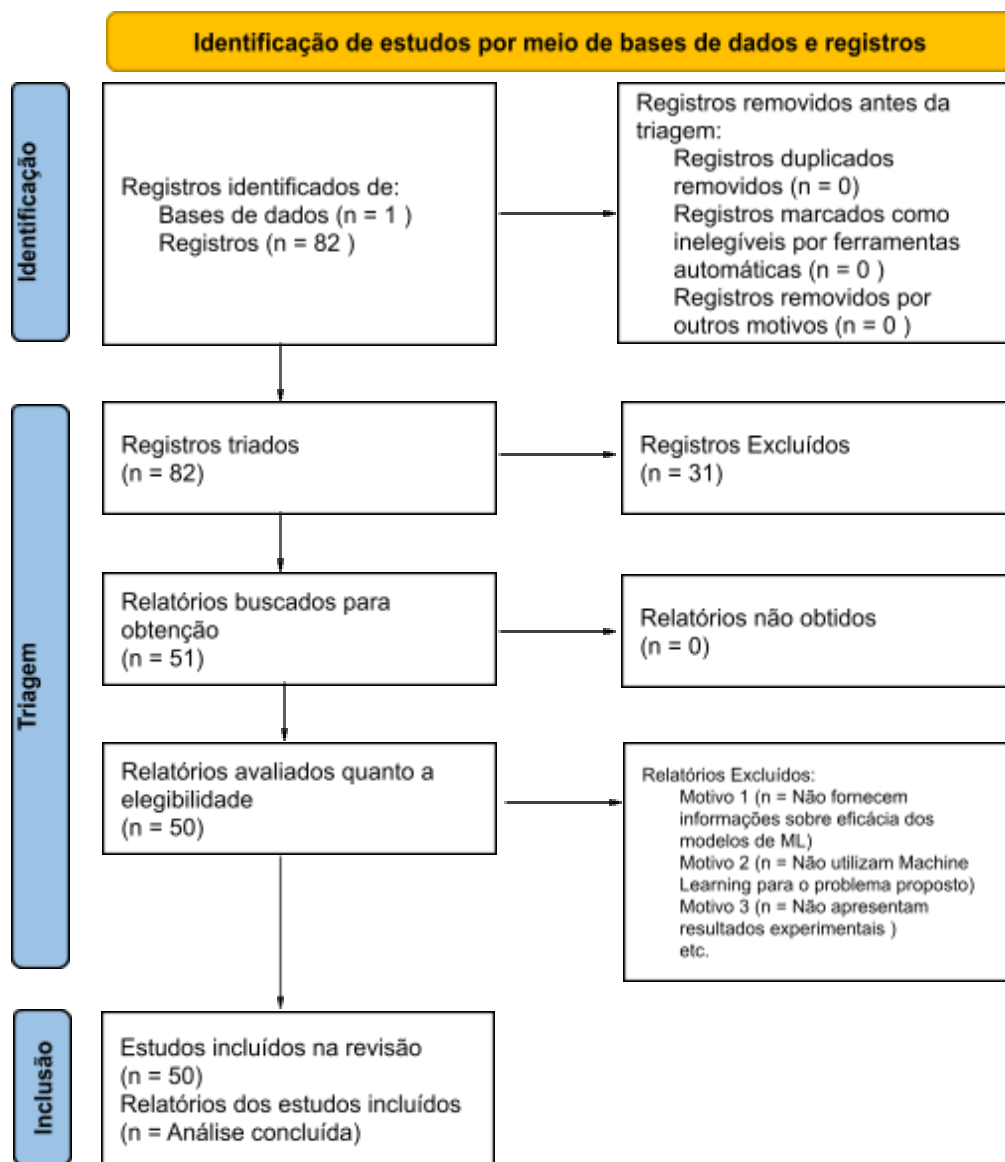 Identificação de estudos por meio de bases de dados e registros
Identificação
Registros identificados de:
Bases de dados (n = 1 )
Registros (n = 82 )
Registros removidos antes da
triagem:
Registros duplicados
removidos (n = 0)
Registros marcados como
inelegíveis por ferramentas
automáticas (n = 0 )
Registros removidos por
outros motivos (n = 0 )
Triagem
Registros triados
(n = 82)
Registros Excluídos
(n = 31)
Relatórios buscados para
obtenção
(n = 51)
Relatórios não obtidos
(n = 0)
Relatórios avaliados quanto a
elegibilidade
(n = 50)
Relatórios Excluídos:
Motivo 1 (n = Não fornecem
informações sobre eficácia dos
modelos de ML)
Motivo 2 (n = Não utilizam Machine
Learning para o problema proposto)
Motivo 3 (n = Não apresentam
resultados experimentais )
etc.
Inclusão
Estudos incluídos na revisão
(n = 50)
Relatórios dos estudos incluídos
(n = Análise concluída)